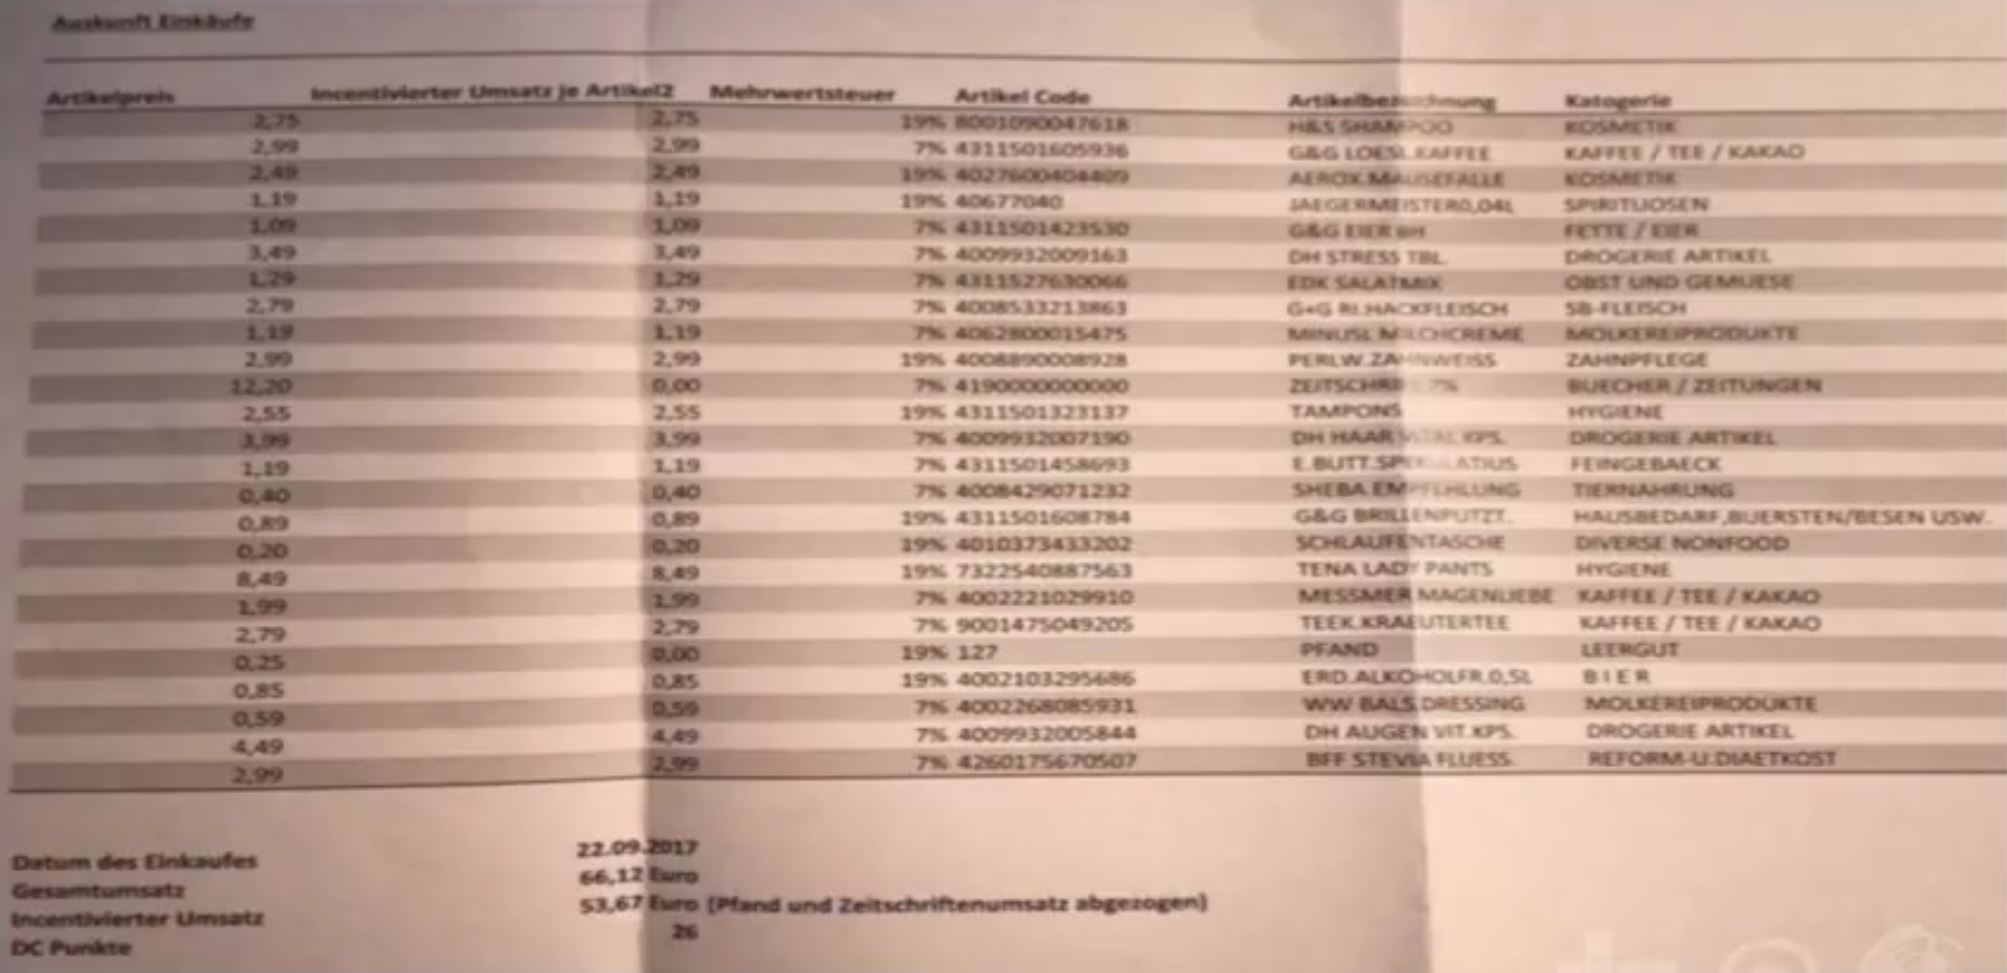 Auskunft Einkäufe
Artikelpreis Incentivierter Umsatz je Artikel2 Mehrwertsteuer Artikel Code Artikelbezeichnung Katogerie
2,75 2,75 19% 8001090047618 H&S SHAMPOO KOSMETIK
2,99 2,99 7% 4311501605936 G&G LOESL.KAFFEE KAFFEE / TEE / KAKAO
2,49 2,49 19% 4027600404409 AEROX.MAUSEFALLE KOSMETIK
1,19 1,19 19% 40677040 JAEGERMEISTER0,04L SPIRITUOSEN
1,09 1,09 7% 4311501423530 G&G EIER BH FETTE / EIER
3,49 3,49 7% 4009932009163 DH STRESS TBL. DROGERIE ARTIKEL
1,29 1,29 7% 4311527630066 EDK SALATMIX OBST UND GEMUESE
2,79 2,79 7% 4008533213863 G+G RI.HACKFLEISCH SB-FLEISCH
1,19 1,19 7% 4062800015475 MINUSL MILCHCREME MOLKEREIPRODUKTE
2,99 2,99 19% 4008890008928 PERLW.ZAHNWEISS ZAHNPFLEGE
12,20 0,00 7% 4190000000000 ZEITSCHRIFT 7% BUECHER / ZEITUNGEN
2,55 2,55 19% 4311501323137 TAMPONS HYGIENE
3,99 3,99 7% 4009932007190 DH HAAR VITAL KPS. DROGERIE ARTIKEL
1,19 1,19 7% 4311501458693 E.BUTT.SPEKULATIUS FEINGEBAECK
0,40 0,40 7% 4008429071232 SHEBA EMPFEHLUNG TIERNAHRUNG
0,89 0,89 19% 4311501608784 G&G BRILLENPUTZT. HAUSBEDARF,BUERSTEN/BESEN USW.
0,20 0,20 19% 4010373433202 SCHLAUFENTASCHE DIVERSE NONFOOD
8,49 8,49 19% 7322540887563 TENA LADY PANTS HYGIENE
1,99 1,99 7% 4002221029910 MESSMER MAGENLIEBE KAFFEE / TEE / KAKAO
2,79 2,79 7% 9001475049205 TEEK.KRAEUTERTEE KAFFEE / TEE / KAKAO
0,25 0,00 19% 127 PFAND LEERGUT
0,85 0,85 19% 4002103295686 ERD.ALKOHOLFR.0,5L B I E R
0,59 0,59 7% 4002268085931 WW BALS.DRESSING MOLKEREIPRODUKTE
4,49 4,49 7% 4009932005844 DH AUGEN VIT.KPS. DROGERIE ARTIKEL
2,99 2,99 7% 4260175670507 BFF STEVIA FLUESS. REFORM-U.DIAETKOST
Datum des Einkaufes 22.09.2017
Gesamtumsatz 66,12 Euro
Incentivierter Umsatz 53,67 Euro (Pfand und Zeitschriftenumsatz abgezogen)
DC Punkte 26